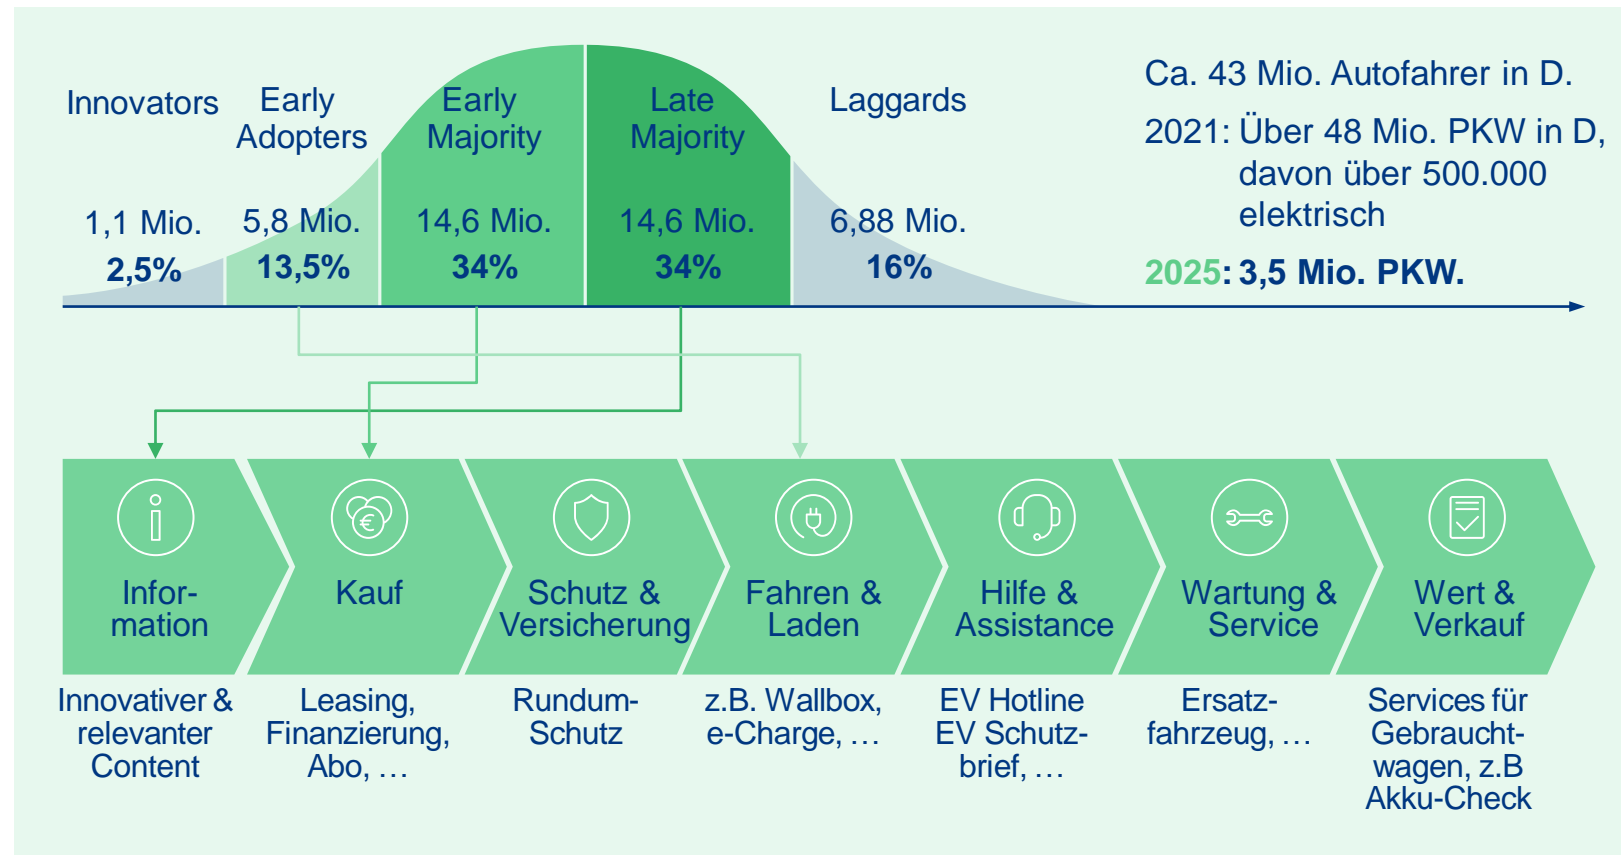 Innovators
Early
Adopters
Early
Majority
Late
Majority
Laggards
1,1 Mio.
2,5%
5,8 Mio.
13,5%
14,6 Mio.
34%
14,6 Mio.
34%
6,88 Mio.
16%
Ca. 43 Mio. Autofahrer in D.
2021: Über 48 Mio. PKW in D,
davon über 500.000
elektrisch
2025: 3,5 Mio. PKW.
Infor-
mation
Kauf
€
Schutz &
Versicherung
Fahren &
Laden
Hilfe &
Assistance
Wartung &
Service
Wert &
Verkauf
Innovativer &
relevanter
Content
Leasing,
Finanzierung,
Abo, …
Rundum-
Schutz
z.B. Wallbox,
e-Charge, …
EV Hotline
EV Schutz-
brief, …
Ersatz-
fahrzeug, …
Services für
Gebraucht-
wagen, z.B
Akku-Check